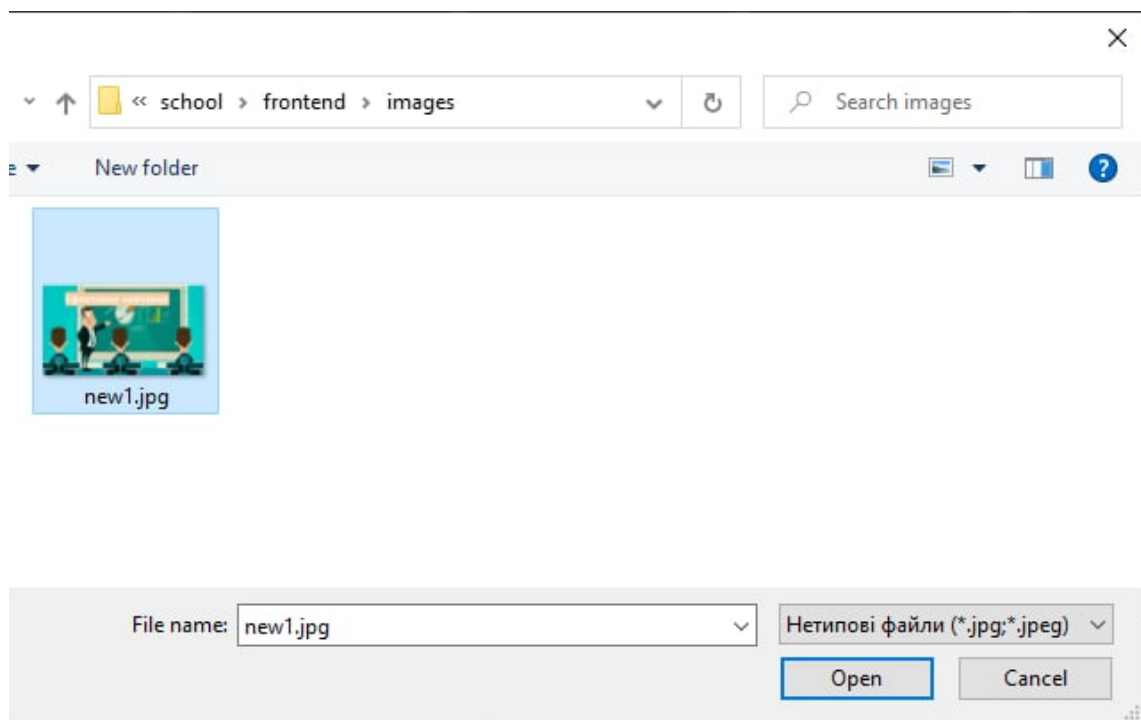 school > frontend > images
Search images
New folder
new1.jpg
File name: new1.jpg
Нетипові файли (*.jpg;*.jpeg)
Open
Cancel